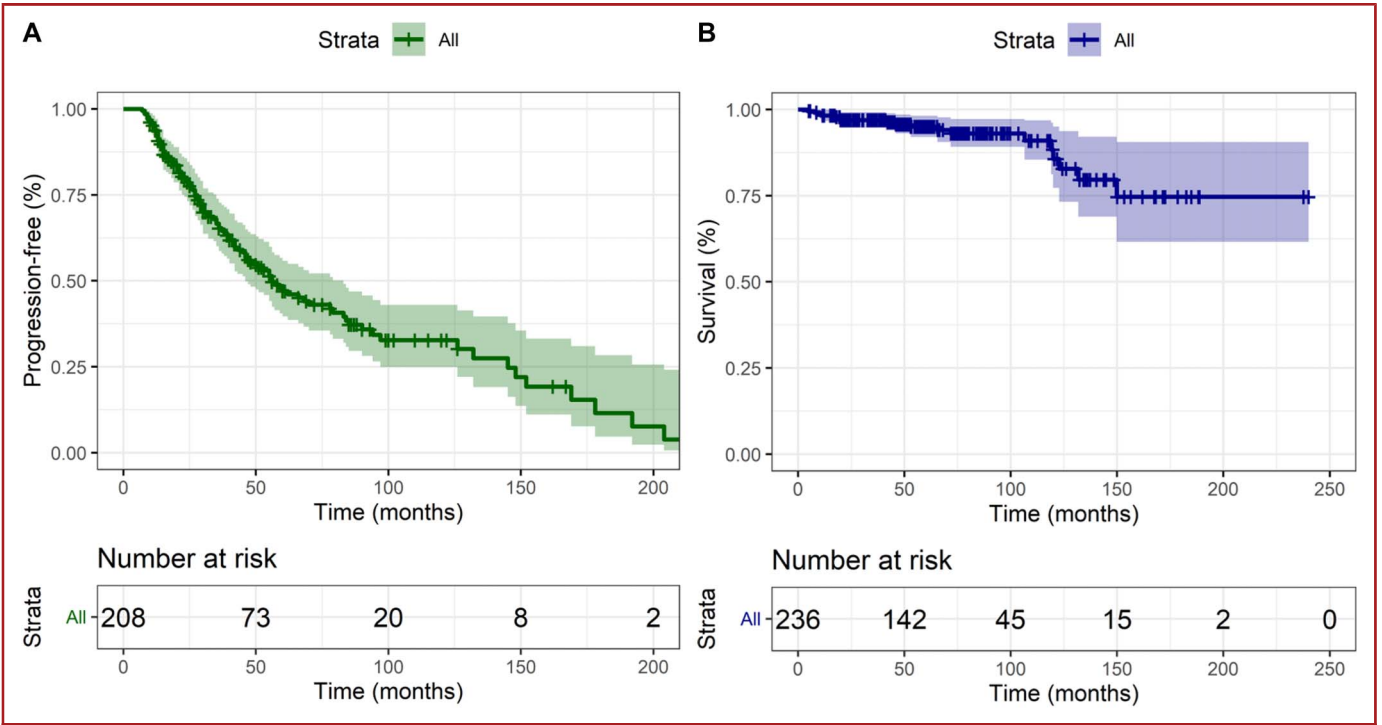 A
Strata All
1.00
0.75
0.50
0.25
0.00
Progression-free (%)
0 50 100 150 200
Time (months)
Number at risk
Strata
All 208 73 20 8 2
0 50 100 150 200
Time (months)
B
Strata All
1.00
0.75
0.50
0.25
0.00
Survival (%)
0 50 100 150 200 250
Time (months)
Number at risk
Strata
All 236 142 45 15 2 0
0 50 100 150 200 250
Time (months)